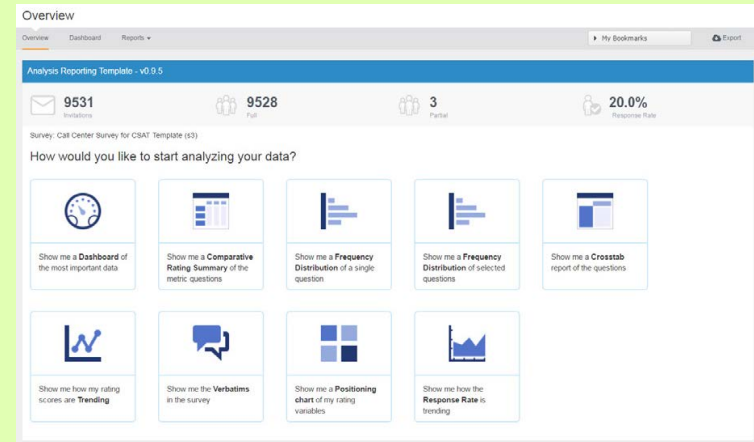 Overview
Overview Dashboard Reports My Bookmarks Export
Analysis Reporting Template - v0.9.5
9531 9528 3 20.0%
Invitations Full Partial Response Rate
Survey: Call Center Survey for CSAT Template (s3)
How would you like to start analyzing your data?
Show me a Dashboard of
the most important data
Show me a Comparative
Rating Summary of the
metric questions
Show me a Frequency
Distribution of a single
question
Show me a Frequency
Distribution of selected
questions
Show me a Crosstab
report of the questions
Show me how my rating
scores are Trending
Show me the Verbatims
in the survey
Show me a Positioning
chart of my rating
variables
Show me how the
Response Rate is
trending